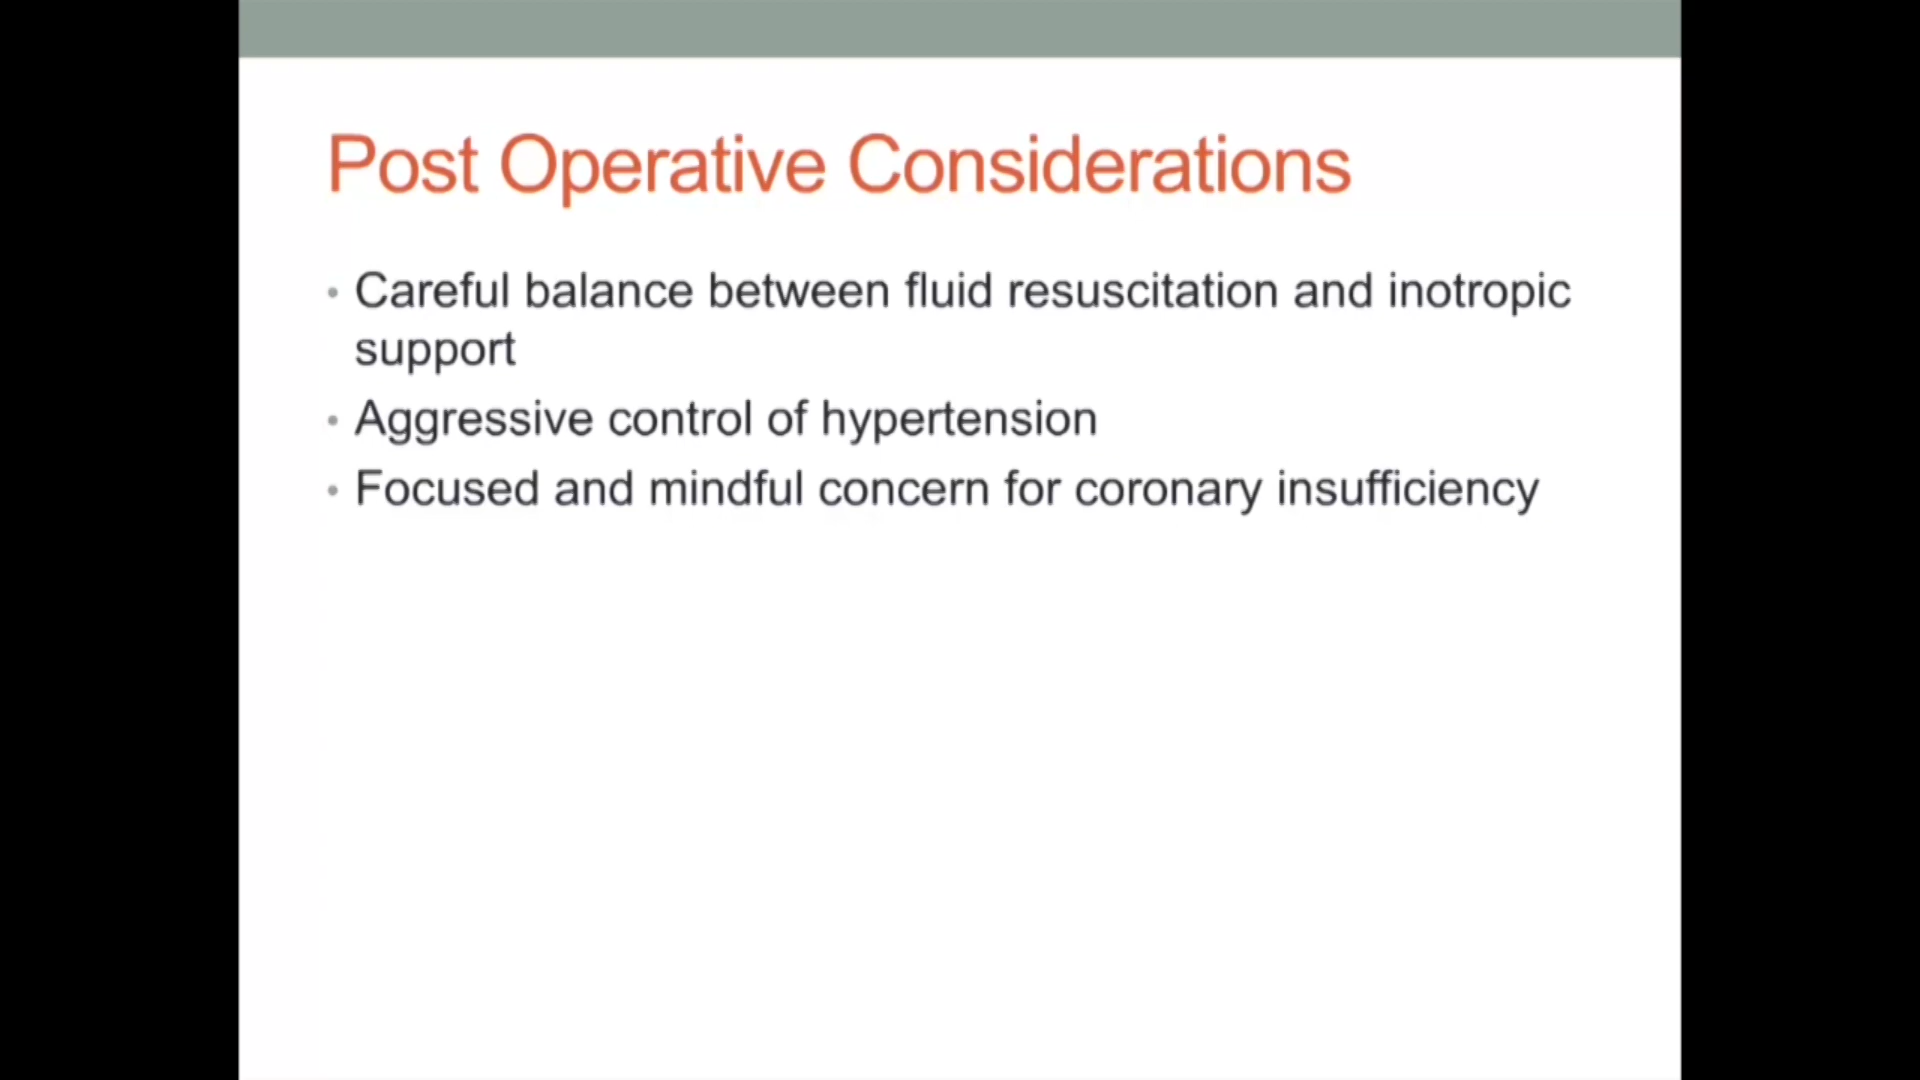 Post Operative Considerations
• Careful balance between fluid resuscitation and inotropic
support
• Aggressive control of hypertension
• Focused and mindful concern for coronary insufficiency